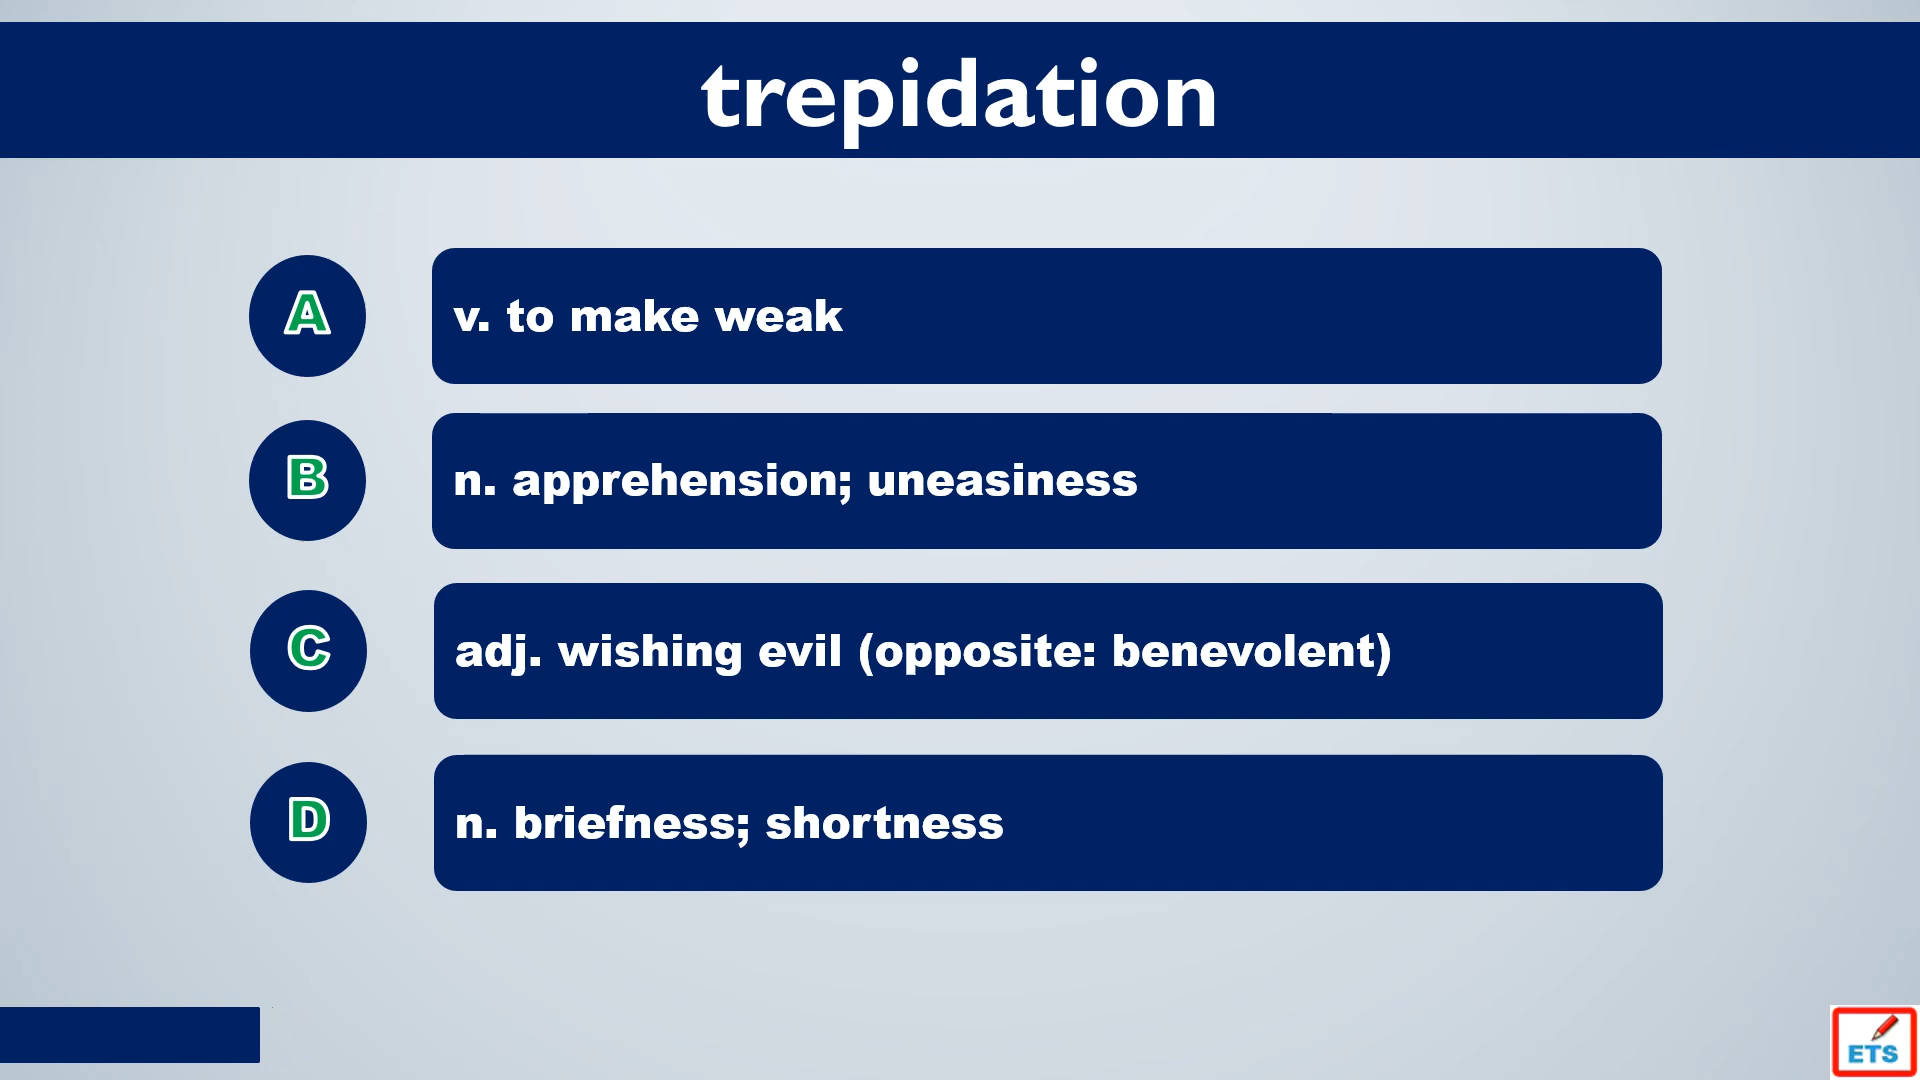 trepidation
A
v. to make weak
B
n. apprehension; uneasiness
C
adj. wishing evil (opposite: benevolent)
D
n. briefness; shortness
ETS